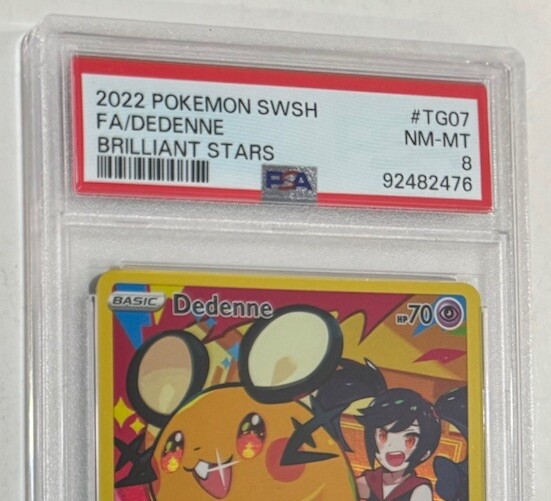 2022 POKEMON SWSH #TG07
FA/DEDENNE NM-MT
BRILLIANT STARS 8
PSA 92482476
BASIC Dedenne HP70